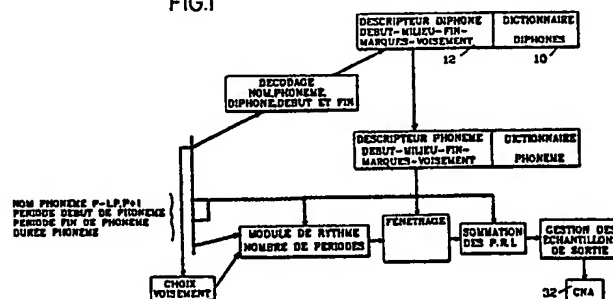 FIG.1
DESCRIPTEUR DIPHONE
DEBUT-MILIEU-FIN-
MARQUES-VOISEMENT
DICTIONNAIRE
DIPHONES
12
10
DECODAGE
NOM,PHONEME,
DIPHONE,DEBUT ET FIN
DESCRIPTEUR PHONEME
DEBUT-MILIEU-FIN-
MARQUES-VOISEMENT
DICTIONNAIRE
PHONEME
NOM PHONEME P-1,P,P+1
PERIODE DEBUT DE PHONEME
PERIODE FIN DE PHONEME
DURÉE PHONEME
MODULE DE RYTHME
NOMBRE DE PERIODES
FENÊTRAGE
SOMMATION
DES P.R.I.
GESTION DES
ÉCHANTILLON
DE SORTIE
CHOIX
VOISEMENT
32
CNA